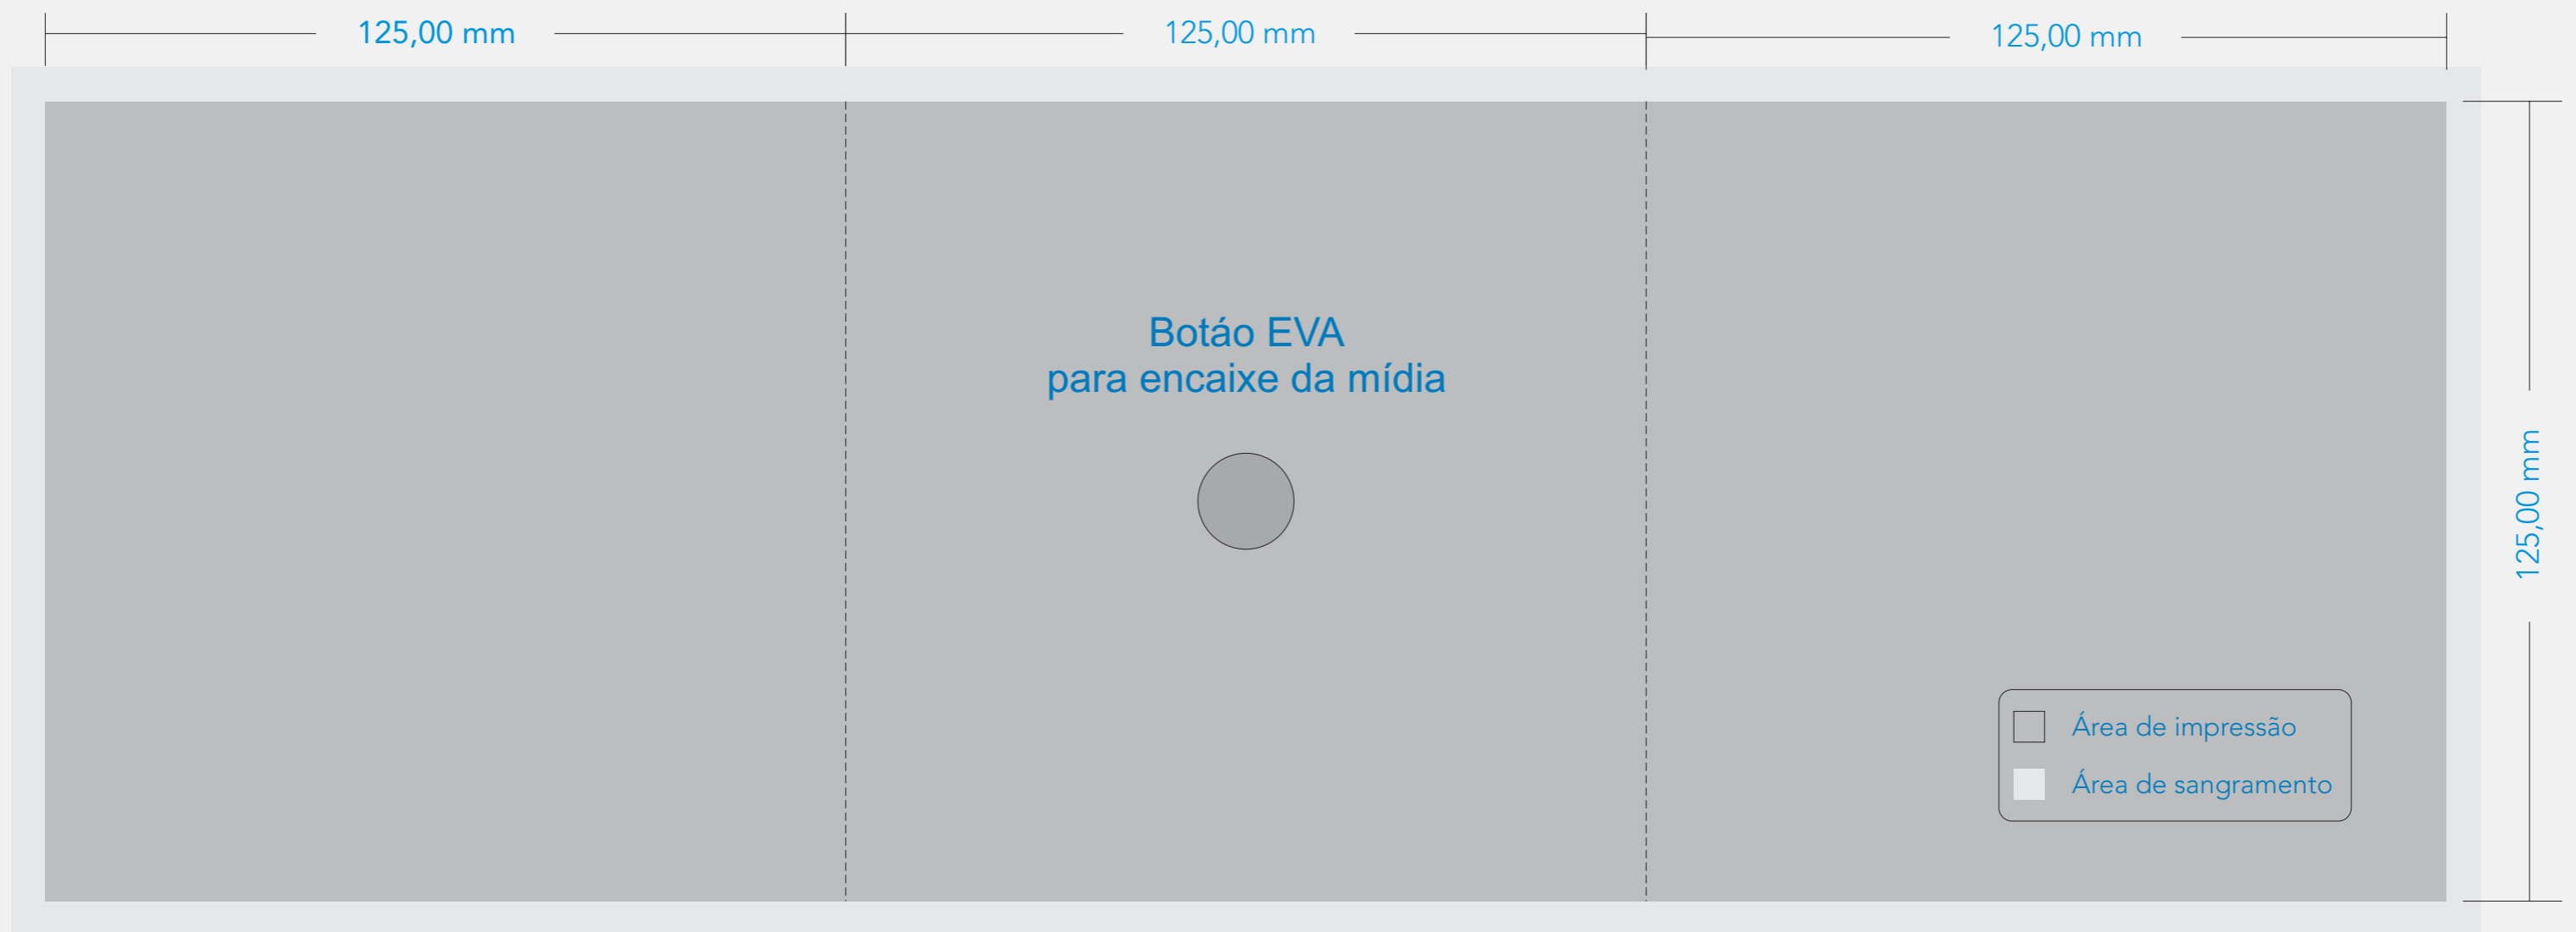 125,00 mm
125,00 mm
125,00 mm
Botáo EVA
para encaixe da mídia
125,00 mm
Área de impressão
Área de sangramento